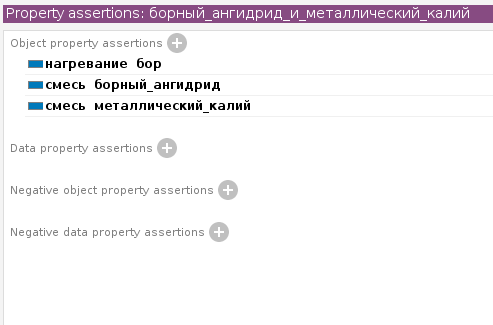 Property assertions: борный_ангидрид_и_металлический_калий
Object property assertions
нагревание бор
смесь борный_ангидрид
смесь металлический_калий
Data property assertions
Negative object property assertions
Negative data property assertions